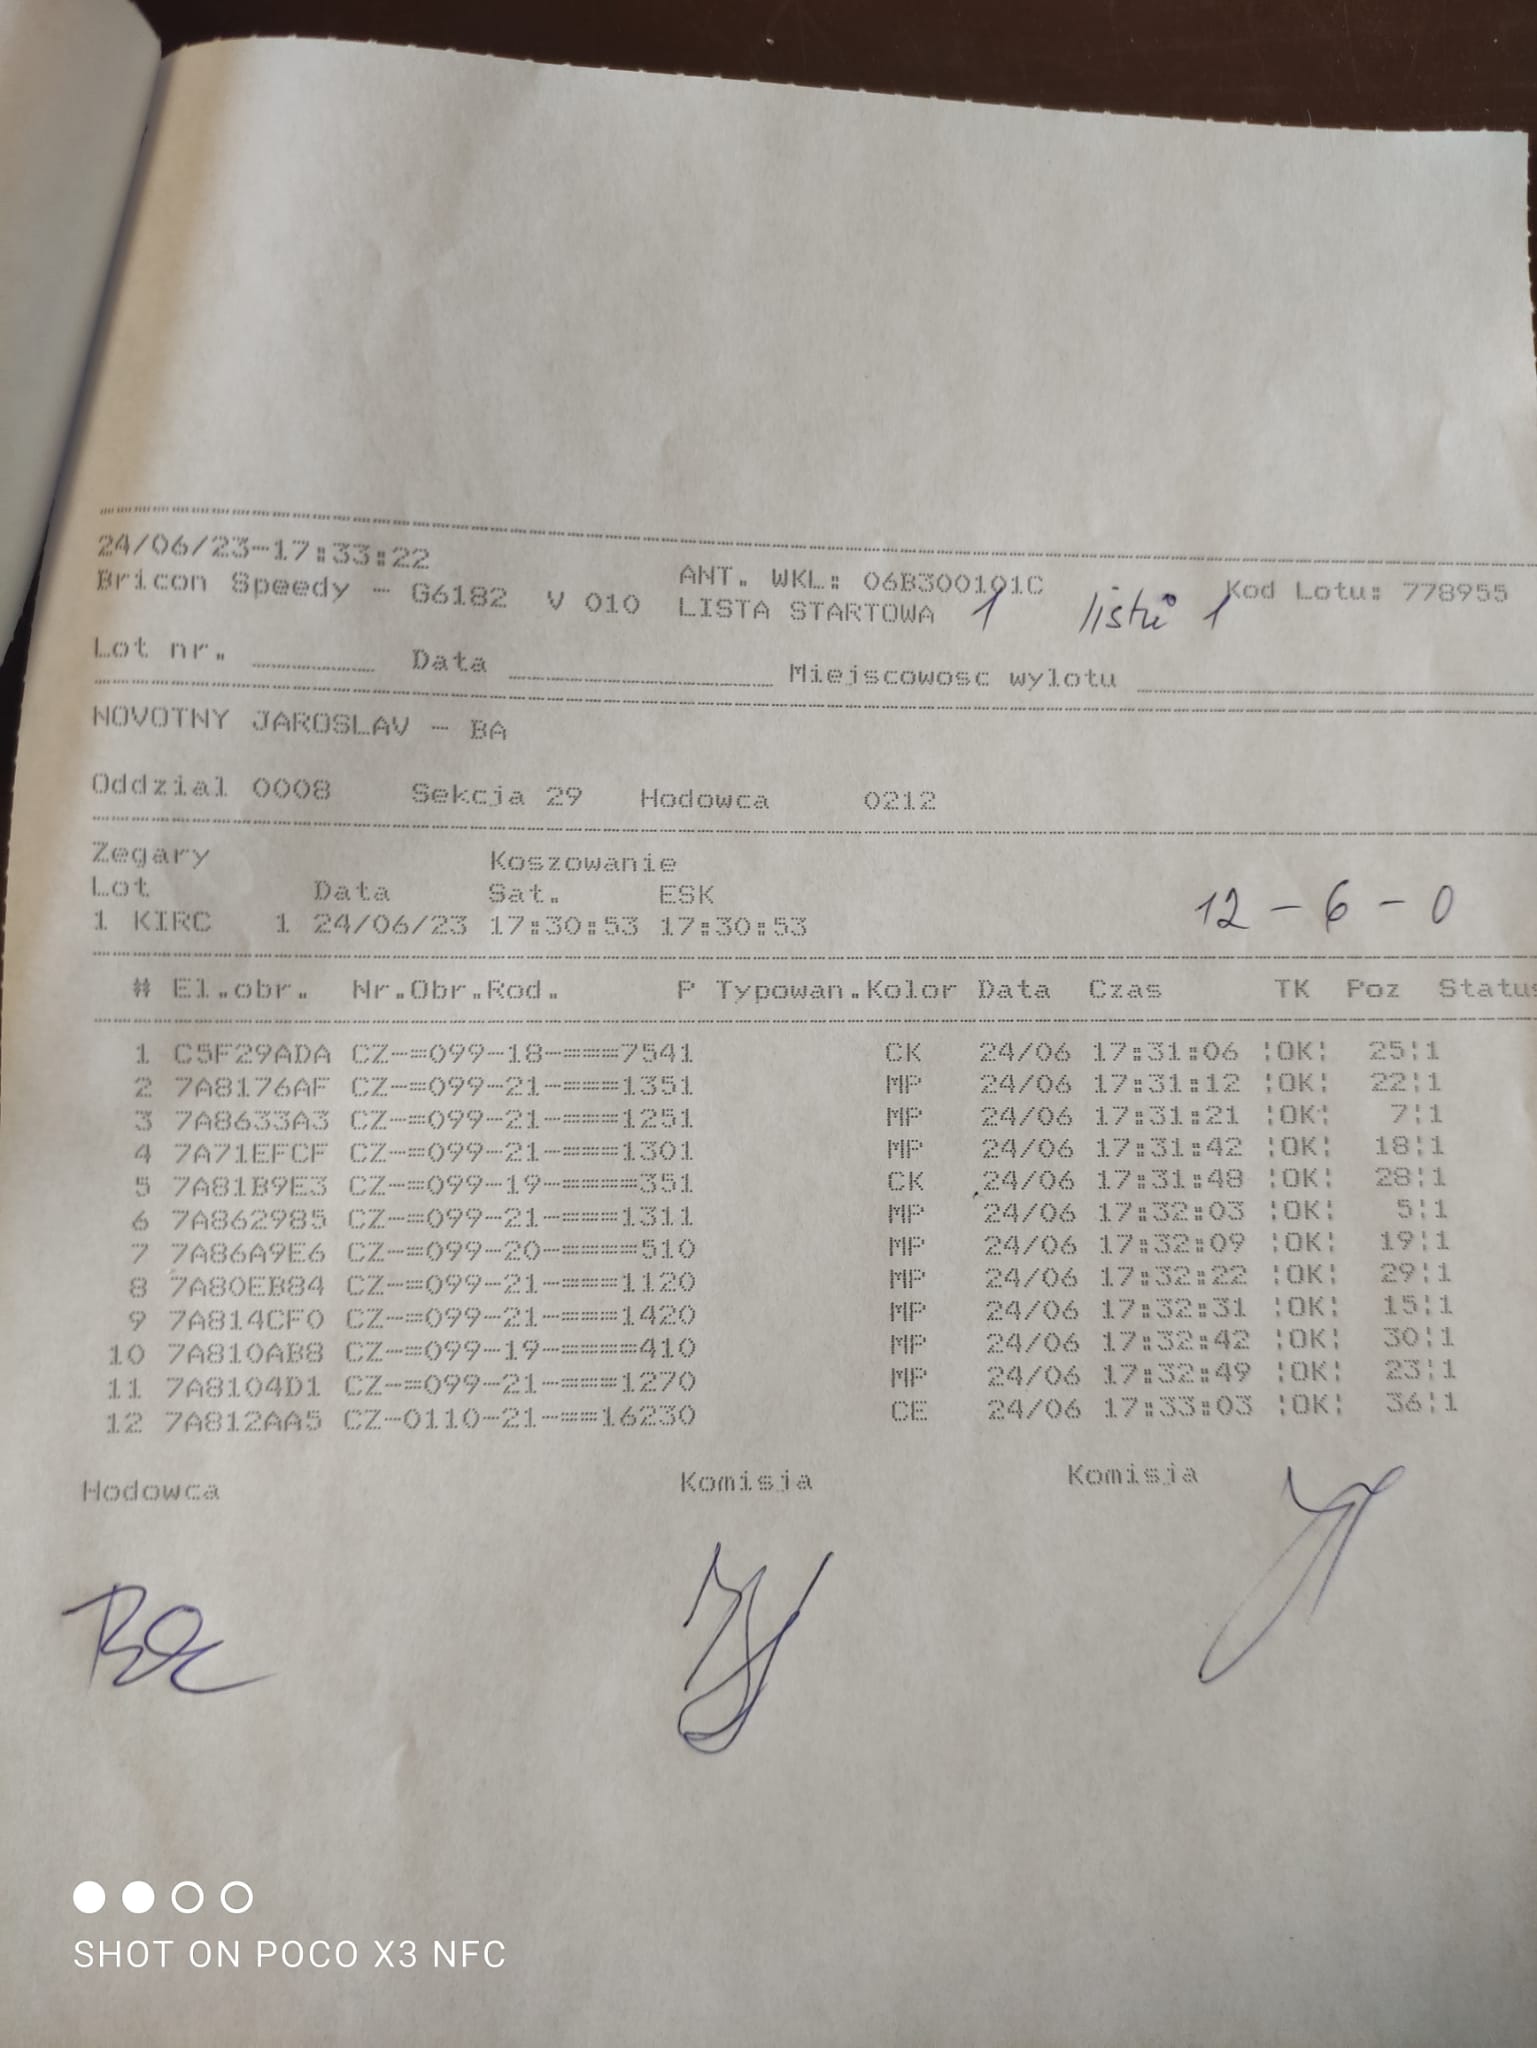 24/06/23-17:33:22
Bricon Speedy - G6182 V 010 ANT. WKL: 06B300191C Kod Lotu: 778955
LISTA STARTOWA 1 listů 1
Lot nr. Data Miejscowosc wylotu
NOVOTNY JAROSLAV - BA
Oddzial 0008 Sekcja 29 Hodowca 0212
Zegary Koszowanie
Lot Data Sat. ESK
1 KIRC 1 24/06/23 17:30:53 17:30:53
12 - 6 - 0
# El.obr. Nr.Obr.Rod. P Typowan.Kolor Data Czas TK Poz Status
1 C5F29ADA CZ-=099-18-===7541 CK 24/06 17:31:06 ¦OK¦ 25¦1
2 7A8176AF CZ-=099-21-===1351 MP 24/06 17:31:12 ¦OK¦ 22¦1
3 7A8633A3 CZ-=099-21-===1251 MP 24/06 17:31:21 ¦OK¦ 7¦1
4 7A71EFCF CZ-=099-21-===1301 MP 24/06 17:31:42 ¦OK¦ 18¦1
5 7A81B9E3 CZ-=099-19-====351 CK 24/06 17:31:48 ¦OK¦ 28¦1
6 7A862985 CZ-=099-21-===1311 MP 24/06 17:32:03 ¦OK¦ 5¦1
7 7A86A9E6 CZ-=099-20-====510 MP 24/06 17:32:09 ¦OK¦ 19¦1
8 7A80EB84 CZ-=099-21-===1120 MP 24/06 17:32:22 ¦OK¦ 29¦1
9 7A814CF0 CZ-=099-21-===1420 MP 24/06 17:32:31 ¦OK¦ 15¦1
10 7A810AB8 CZ-=099-19-====410 MP 24/06 17:32:42 ¦OK¦ 30¦1
11 7A8104D1 CZ-=099-21-===1270 MP 24/06 17:32:49 ¦OK¦ 23¦1
12 7A812AA5 CZ-0110-21-==16230 CE 24/06 17:33:03 ¦OK¦ 36¦1
Hodowca Komisja Komisja
SHOT ON POCO X3 NFC